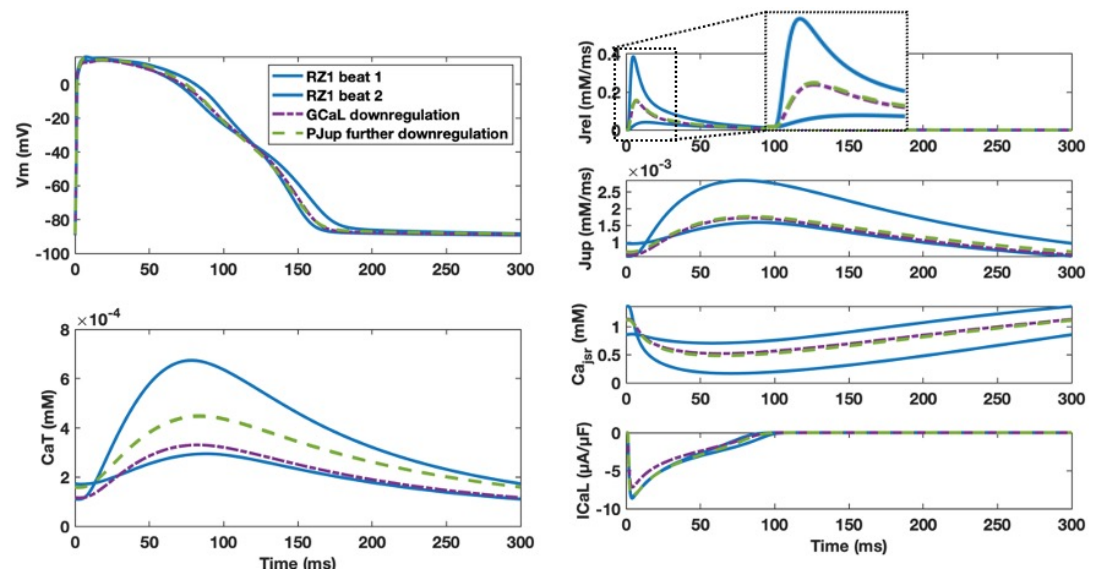 0
-20
-40
-60
-80
-100
Vm (mV)
RZ1 beat 1
RZ1 beat 2
GCaL downregulation
PJup further downregulation
0 50 100 150 200 250 300
×10-4
8
6
4
2
0
CaT (mM)
0 50 100 150 200 250 300
Time (ms)
0.4
0.2
0
Jrel (mM/ms)
0 50 100 150 200 250 300
×10-3
2.5
2
1.5
1
Jup (mM/ms)
0 50 100 150 200 250 300
1
0.5
0
Cajsr (mM)
0 50 100 150 200 250 300
0
-5
-10
ICaL (µA/µF)
0 50 100 150 200 250 300
Time (ms)